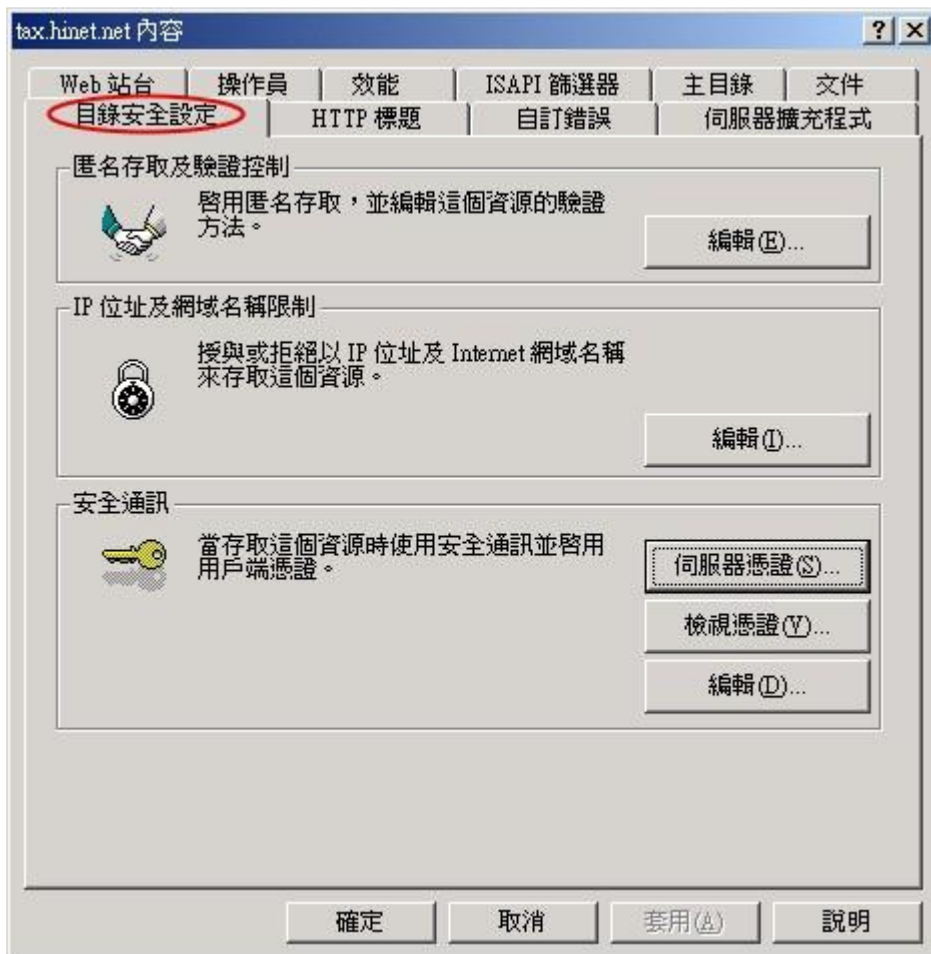 tax.hinet.net 內容
Web 站台 操作員 效能 ISAPI 篩選器 主目錄 文件
目錄安全設定 HTTP 標題 自訂錯誤 伺服器擴充程式
匿名存取及驗證控制
啓用匿名存取，並編輯這個資源的驗證
方法。
編輯(E)...
IP 位址及網域名稱限制
授與或拒絕以 IP 位址及 Internet 網域名稱
來存取這個資源。
編輯(I)...
安全通訊
當存取這個資源時使用安全通訊並啓用
用戶端憑證。
伺服器憑證(S)...
檢視憑證(V)...
編輯(D)...
確定 取消 套用(A) 說明